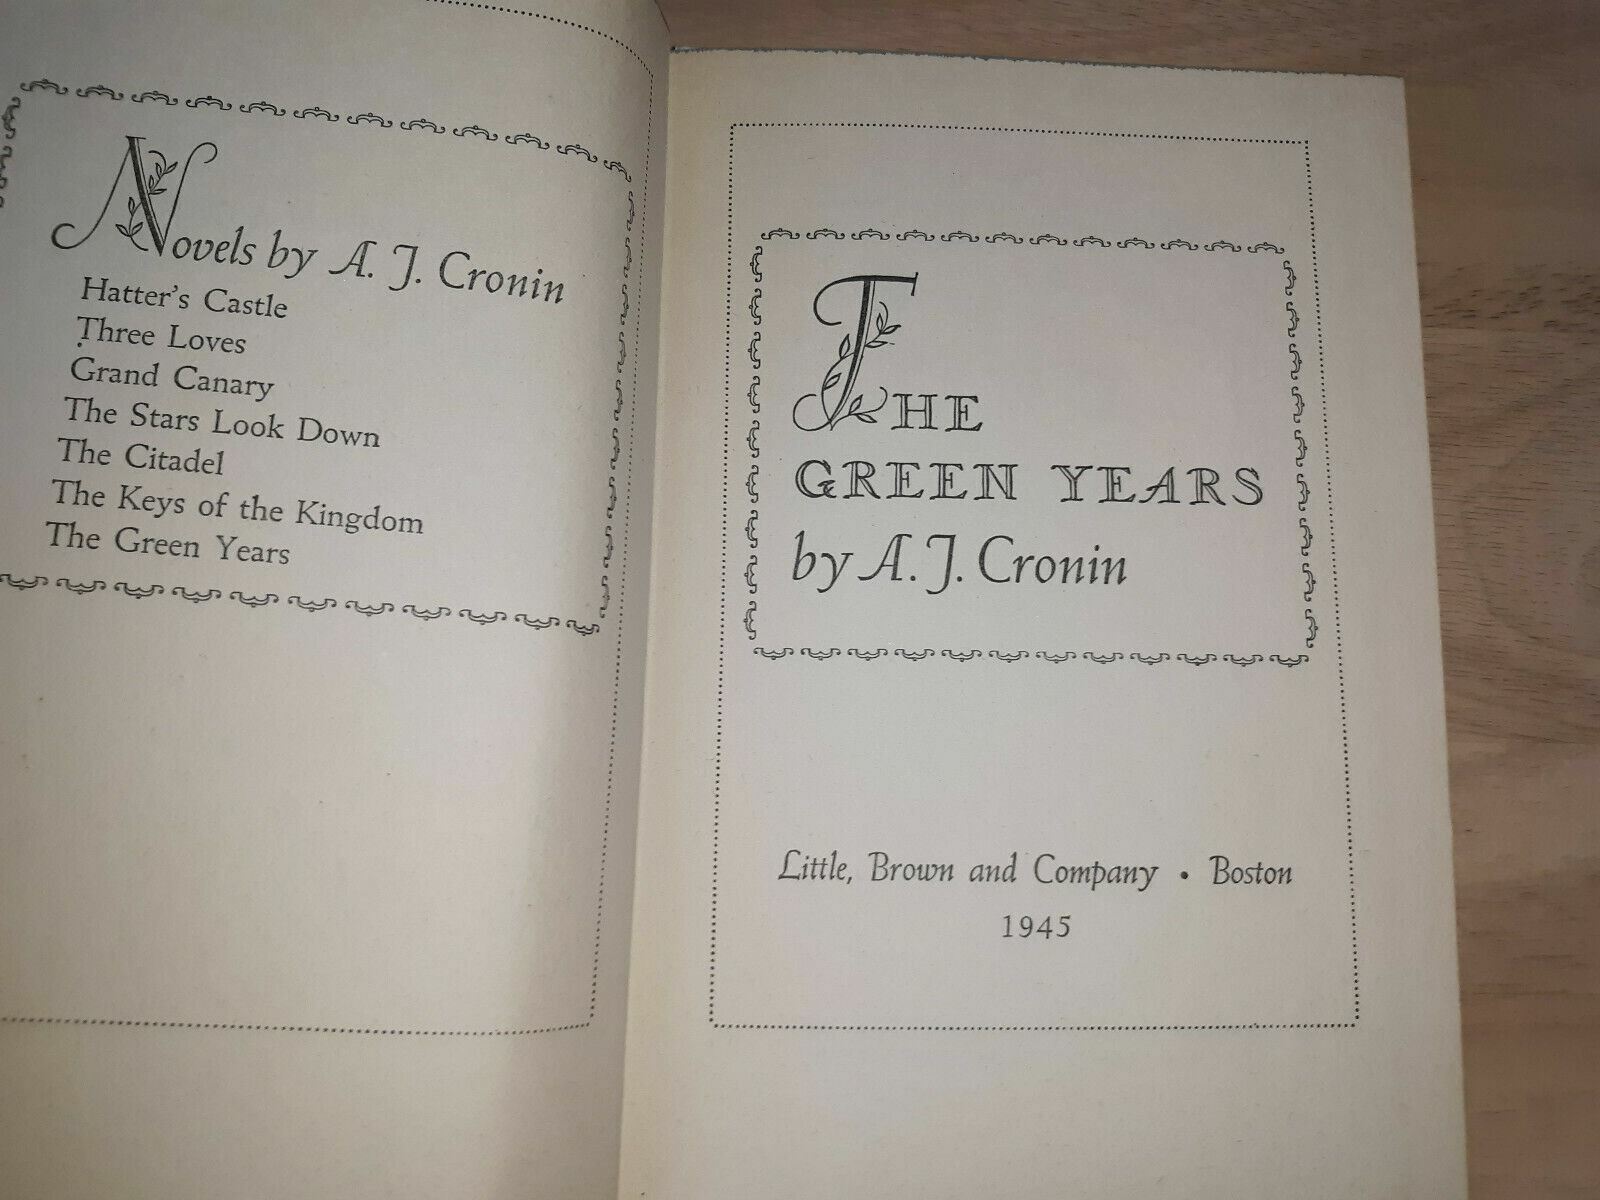 Novels by A. J. Cronin
Hatter's Castle
Three Loves
Grand Canary
The Stars Look Down
The Citadel
The Keys of the Kingdom
The Green Years
THE
GREEN YEARS
by A. J. Cronin
Little, Brown and Company • Boston
1945